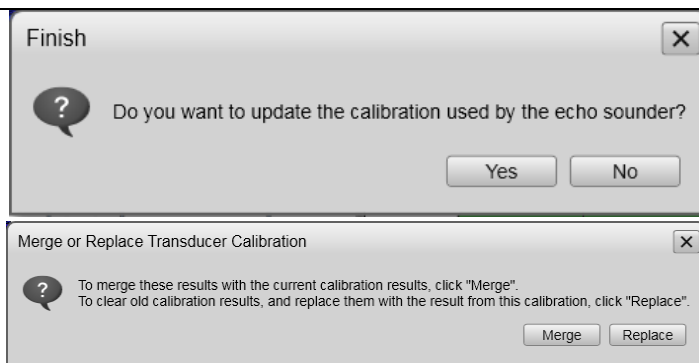 Finish
Do you want to update the calibration used by the echo sounder?
Yes No
Merge or Replace Transducer Calibration
To merge these results with the current calibration results, click "Merge".
To clear old calibration results, and replace them with the result from this calibration, click "Replace".
Merge Replace